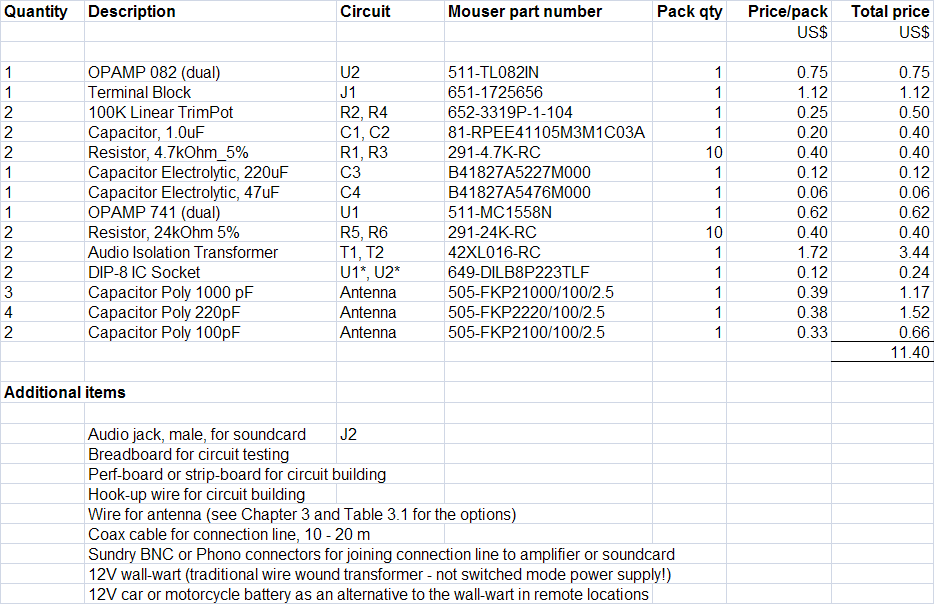 Quantity Description Circuit Mouser part number Pack qty Price/pack Total price
US$ US$
1 OPAMP 082 (dual) U2 511-TL082IN 1 0.75 0.75
1 Terminal Block J1 651-1725656 1 1.12 1.12
2 100K Linear TrimPot R2, R4 652-3319P-1-104 1 0.25 0.50
2 Capacitor, 1.0uF C1, C2 81-RPEE41105M3M1C03A 1 0.20 0.40
2 Resistor, 4.7kOhm_5% R1, R3 291-4.7K-RC 10 0.40 0.40
1 Capacitor Electrolytic, 220uF C3 B41827A5227M000 1 0.12 0.12
1 Capacitor Electrolytic, 47uF C4 B41827A5476M000 1 0.06 0.06
1 OPAMP 741 (dual) U1 511-MC1558N 1 0.62 0.62
2 Resistor, 24kOhm 5% R5, R6 291-24K-RC 10 0.40 0.40
2 Audio Isolation Transformer T1, T2 42XL016-RC 1 1.72 3.44
2 DIP-8 IC Socket U1*, U2* 649-DILB8P223TLF 1 0.12 0.24
3 Capacitor Poly 1000 pF Antenna 505-FKP21000/100/2.5 1 0.39 1.17
4 Capacitor Poly 220pF Antenna 505-FKP2220/100/2.5 1 0.38 1.52
2 Capacitor Poly 100pF Antenna 505-FKP2100/100/2.5 1 0.33 0.66
11.40
Additional items
Audio jack, male, for soundcard J2
Breadboard for circuit testing
Perf-board or strip-board for circuit building
Hook-up wire for circuit building
Wire for antenna (see Chapter 3 and Table 3.1 for the options)
Coax cable for connection line, 10 - 20 m
Sundry BNC or Phono connectors for joining connection line to amplifier or soundcard
12V wall-wart (traditional wire wound transformer - not switched mode power supply!)
12V car or motorcycle battery as an alternative to the wall-wart in remote locations